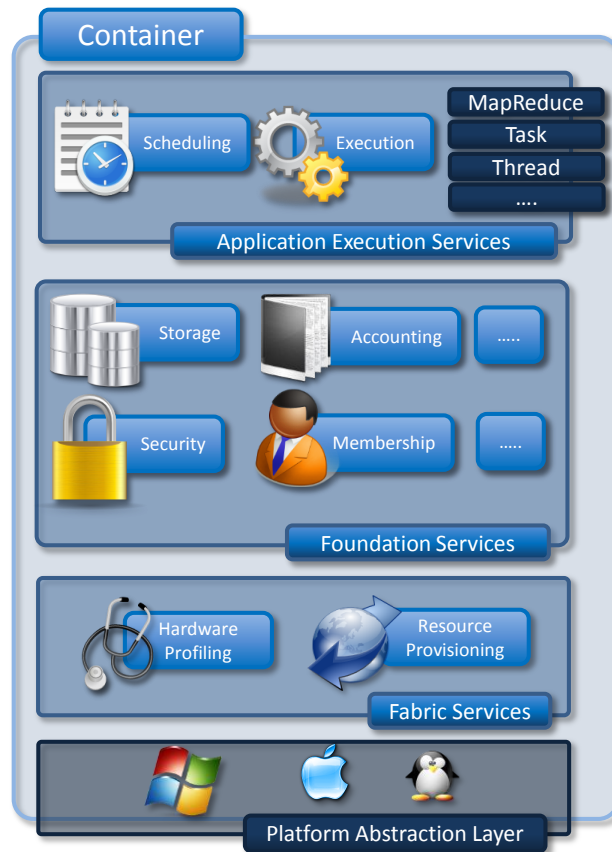 Container
Scheduling
Execution
MapReduce
Task
Thread
....
Application Execution Services
Storage
Accounting
.....
Security
Membership
.....
Foundation Services
Hardware
Profiling
Resource
Provisioning
Fabric Services
Platform Abstraction Layer